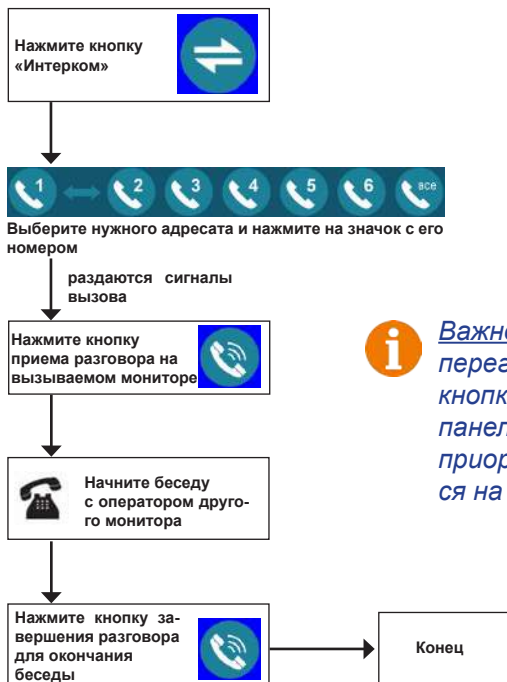 Нажмите кнопку
«Интерком»
1 2 3 4 5 6 все
Выберите нужного адресата и нажмите на значок с его
номером
раздаются сигналы
вызова
Нажмите кнопку
приема разговора на
вызываемом мониторе
i
Начните беседу
с оператором друго-
го монитора
Нажмите кнопку за-
вершения разговора
для окончания
беседы
Конец